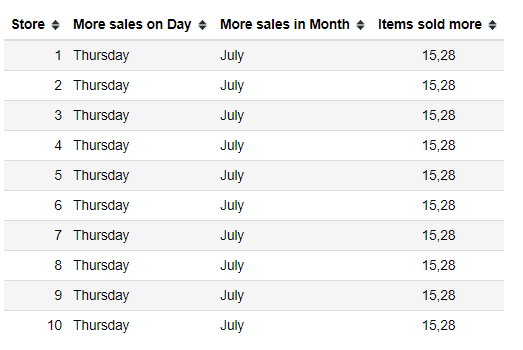 Store More sales on Day More sales in Month Items sold more
1 Thursday July 15,28
2 Thursday July 15,28
3 Thursday July 15,28
4 Thursday July 15,28
5 Thursday July 15,28
6 Thursday July 15,28
7 Thursday July 15,28
8 Thursday July 15,28
9 Thursday July 15,28
10 Thursday July 15,28